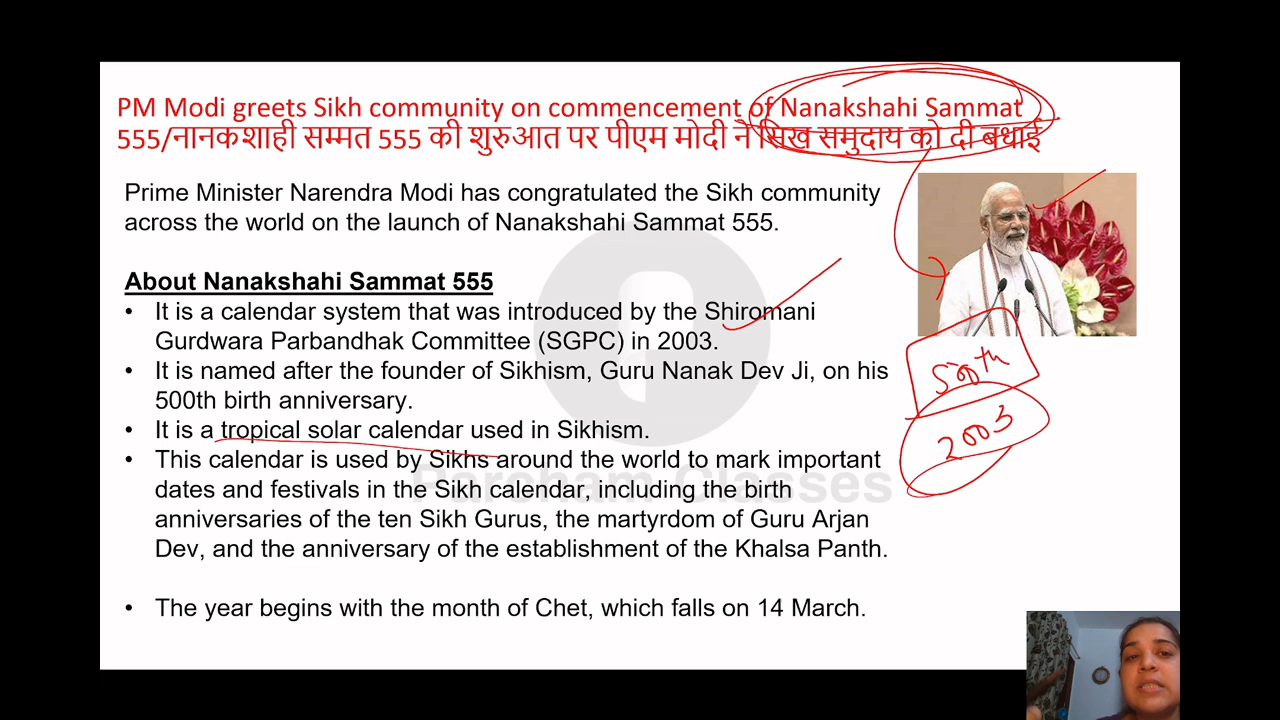 PM Modi greets Sikh community on commencement of Nanakshahi Sammat
555/नानकशाही सम्मत 555 की शुरुआत पर पीएम मोदी ने सिख समुदाय को दी बधाई
Prime Minister Narendra Modi has congratulated the Sikh community
across the world on the launch of Nanakshahi Sammat 555.
About Nanakshahi Sammat 555
• It is a calendar system that was introduced by the Shiromani
Gurdwara Parbandhak Committee (SGPC) in 2003.
• It is named after the founder of Sikhism, Guru Nanak Dev Ji, on his
500th birth anniversary.
• It is a tropical solar calendar used in Sikhism.
• This calendar is used by Sikhs around the world to mark important
dates and festivals in the Sikh calendar, including the birth
anniversaries of the ten Sikh Gurus, the martyrdom of Guru Arjan
Dev, and the anniversary of the establishment of the Khalsa Panth.
• The year begins with the month of Chet, which falls on 14 March.
500th
2003
Parcham Classes